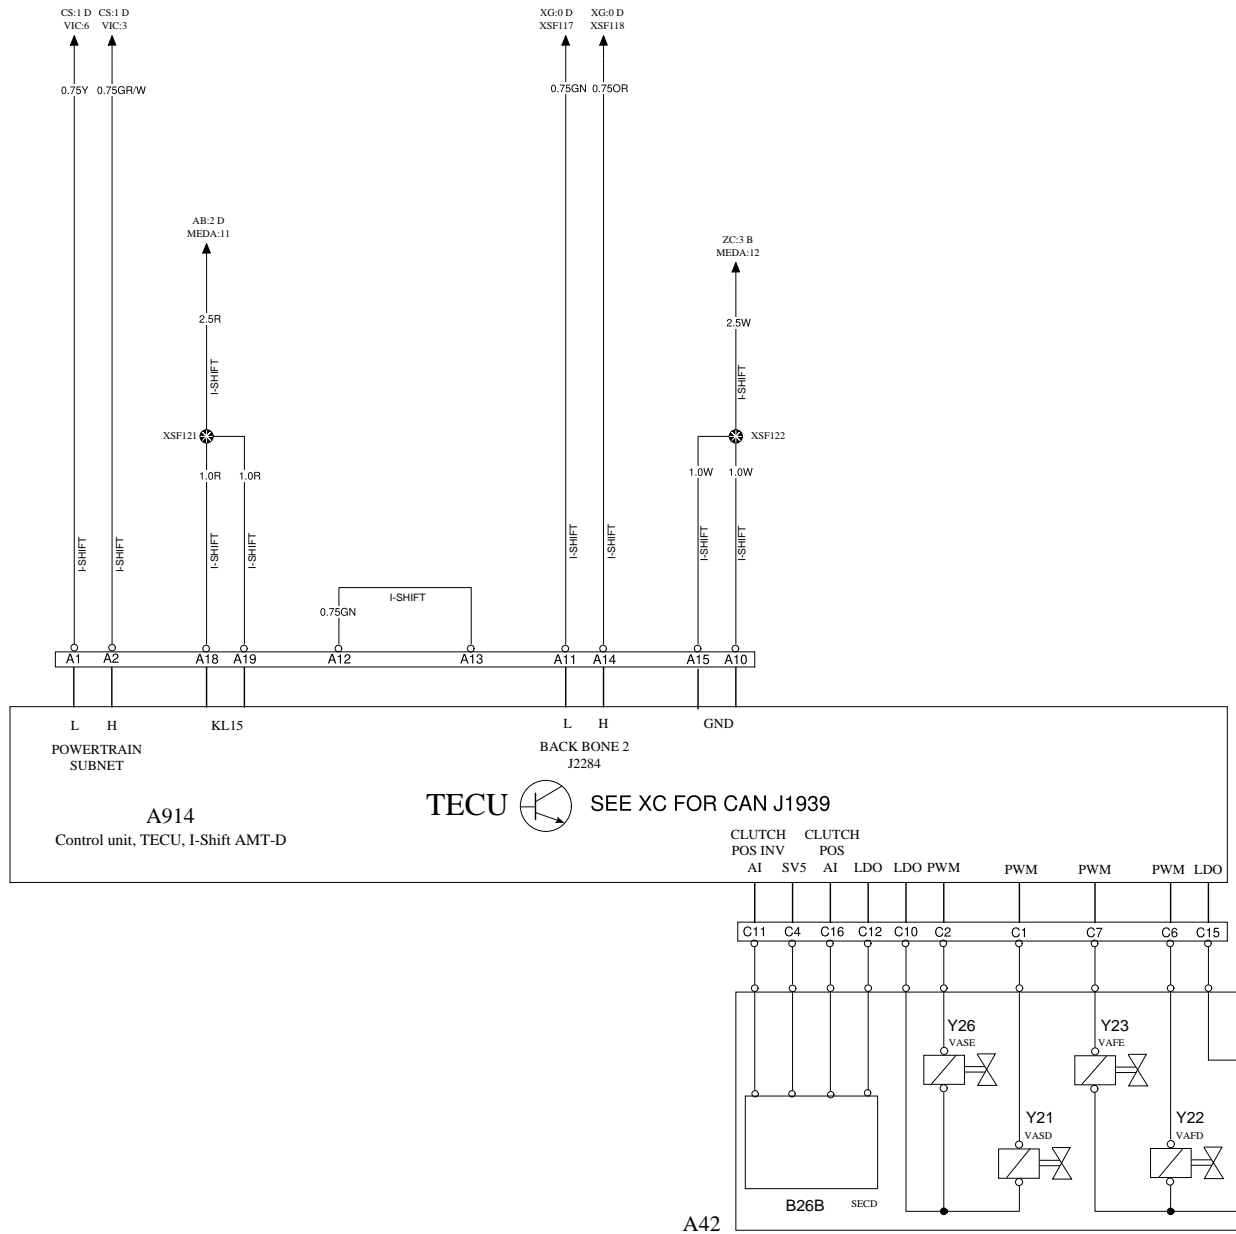 CS:1 D CS:1 D XG:0 D XG:0 D
VIC:6 VIC:3 XSF117 XSF118
0.75Y 0.75GR/W 0.75GN 0.75OR
AB:2 D
MEDA:11
ZC:3 B
MEDA:12
2.5R 2.5W
I-SHIFT I-SHIFT
XSF121 XSF122
1.0R 1.0R 1.0W 1.0W
I-SHIFT I-SHIFT I-SHIFT I-SHIFT I-SHIFT I-SHIFT I-SHIFT I-SHIFT
I-SHIFT
0.75GN
A1 A2 A18 A19 A12 A13 A11 A14 A15 A10
L H KL15 L H GND
POWERTRAIN
SUBNET
BACK BONE 2
J2284
TECU SEE XC FOR CAN J1939
A914
Control unit, TECU, I-Shift AMT-D
CLUTCH CLUTCH
POS INV POS
AI SV5 AI LDO LDO PWM PWM PWM PWM LDO
C11 C4 C16 C12 C10 C2 C1 C7 C6 C15
Y26 Y23
VASE VAFE
Y21 Y22
VASD VAFD
B26B SECD
A42